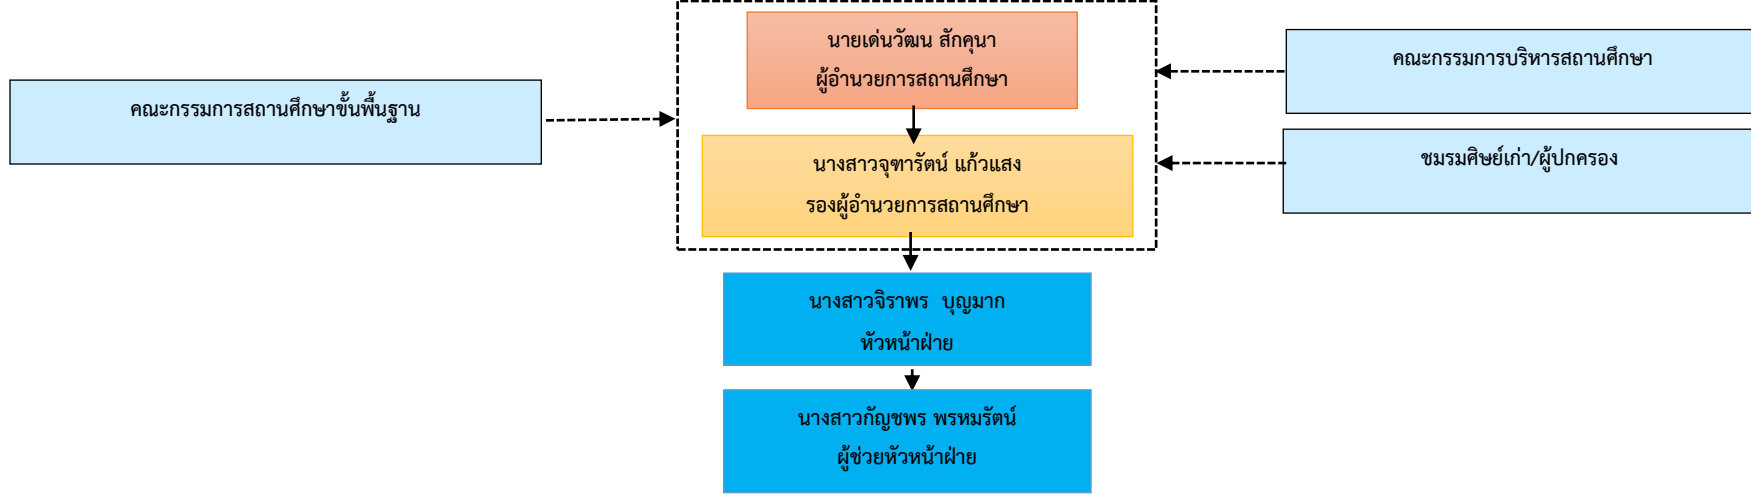 นายเด่นวัฒน สักคุนา
ผู้อำนวยการสถานศึกษา
คณะกรรมการบริหารสถานศึกษา
คณะกรรมการสถานศึกษาขั้นพื้นฐาน
นางสาวจุฑารัตน์ แก้วแสง
รองผู้อำนวยการสถานศึกษา
ชมรมศิษย์เก่า/ผู้ปกครอง
นางสาวจิราพร  บุญมาก
หัวหน้าฝ่าย
นางสาวกัญชพร พรหมรัตน์
ผู้ช่วยหัวหน้าฝ่าย